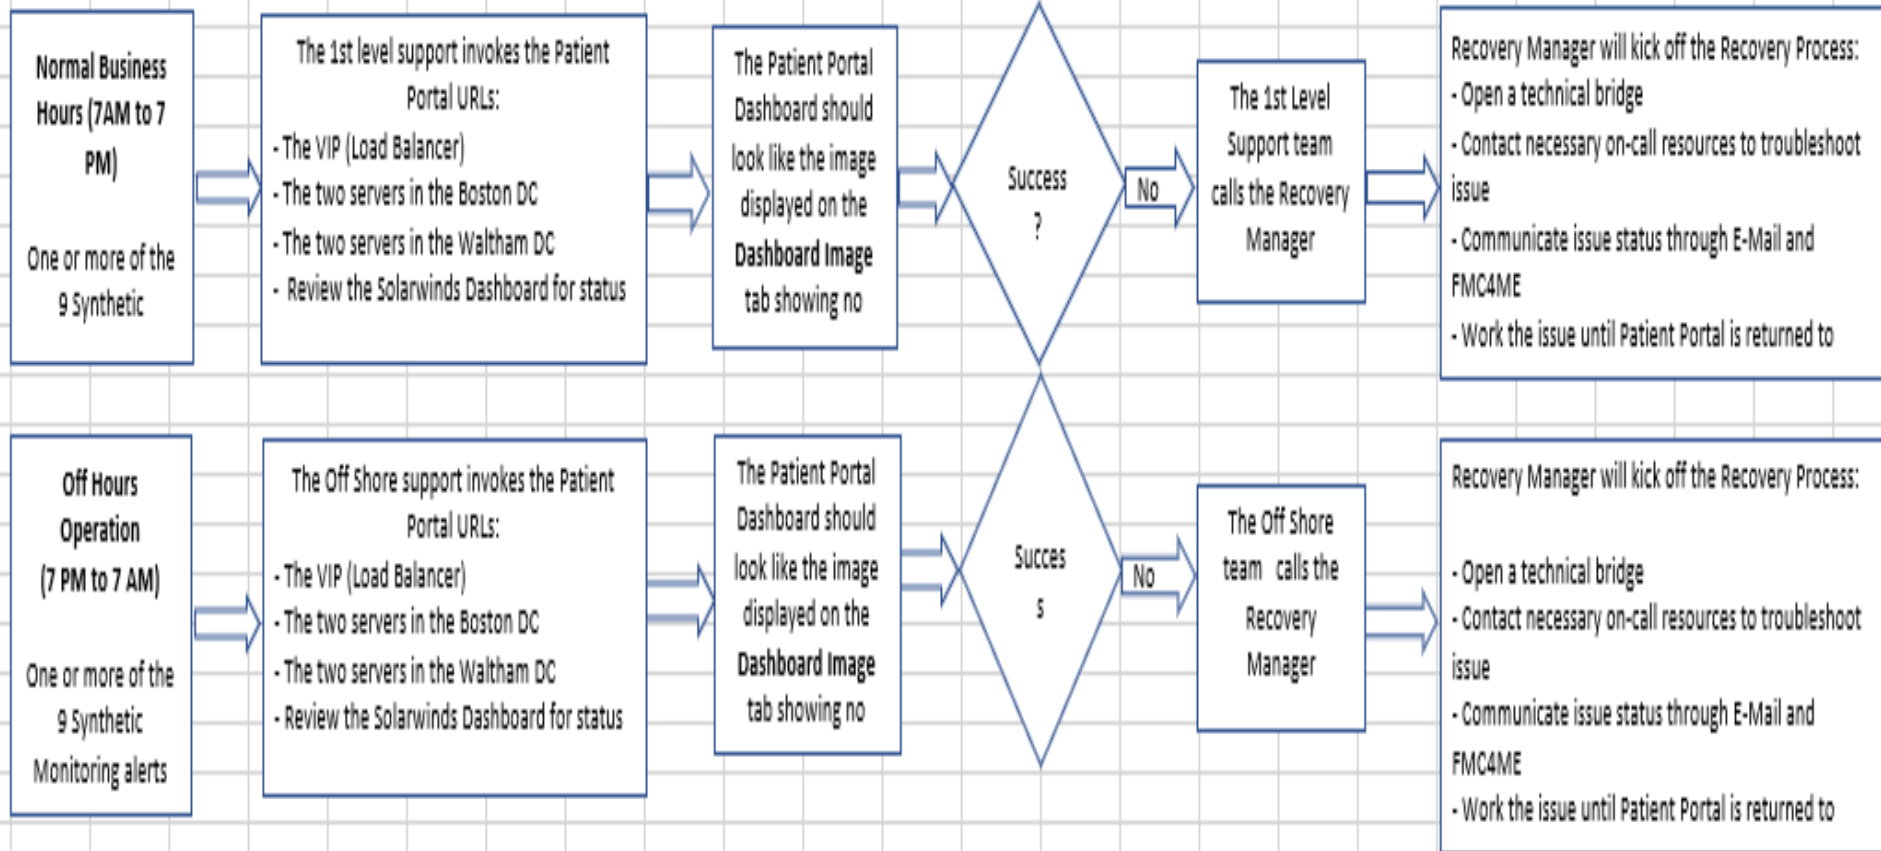 Normal Business
Hours (7AM to 7
PM)
One or more of the
9 Synthetic
The 1st level support invokes the Patient
Portal URLs:
- The VIP (Load Balancer)
- The two servers in the Boston DC
- The two servers in the Waltham DC
- Review the Solarwinds Dashboard for status
The Patient Portal
Dashboard should
look like the image
displayed on the
Dashboard Image
tab showing no
Success
?
No
The 1st Level
Support team
calls the Recovery
Manager
Recovery Manager will kick off the Recovery Process:
- Open a technical bridge
- Contact necessary on-call resources to troubleshoot
issue
- Communicate issue status through E-Mail and
FMC4ME
- Work the issue until Patient Portal is returned to
Off Hours
Operation
(7 PM to 7 AM)
One or more of the
9 Synthetic
Monitoring alerts
The Off Shore support invokes the Patient
Portal URLs:
- The VIP (Load Balancer)
- The two servers in the Boston DC
- The two servers in the Waltham DC
- Review the Solarwinds Dashboard for status
The Patient Portal
Dashboard should
look like the image
displayed on the
Dashboard Image
tab showing no
Succes
s
No
The Off Shore
team calls the
Recovery
Manager
Recovery Manager will kick off the Recovery Process:
- Open a technical bridge
- Contact necessary on-call resources to troubleshoot
issue
- Communicate issue status through E-Mail and
FMC4ME
- Work the issue until Patient Portal is returned to